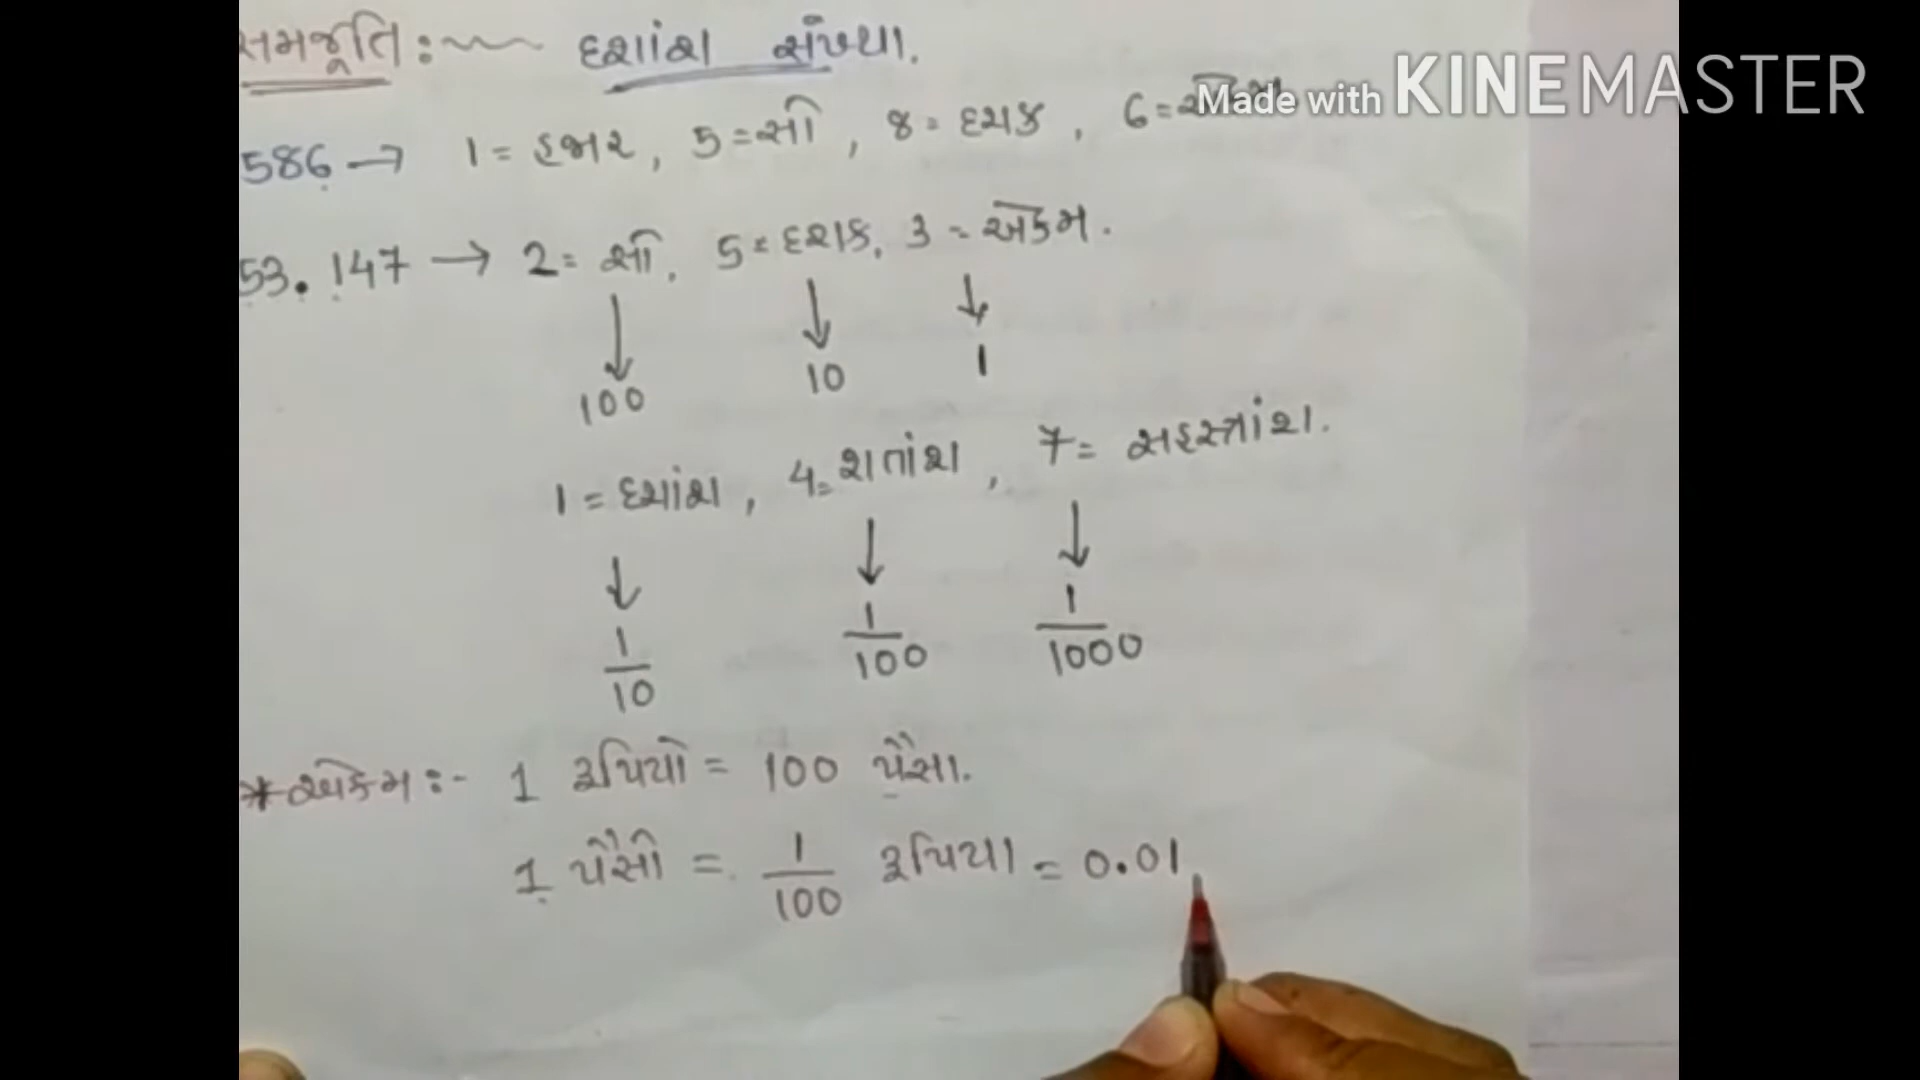 સમજૂતિ :~~ દશાંશ સંખ્યા.
Made with KINEMASTER
586 → 1 = હજાર, 5 = સો, 8 = દશક, 6 =
53.147 → 2 = સો, 5 = દશક, 3 = એકમ.
↓ ↓ ↓
100 10 1
1 = દશાંશ, 4 = શતાંશ, 7 = સહસ્ત્રાંશ.
↓ ↓ ↓
1/10 1/100 1/1000
* એકમ :- 1 રૂપિયો = 100 પૈસા.
1 પૈસો = 1/100 રૂપિયા = 0.01